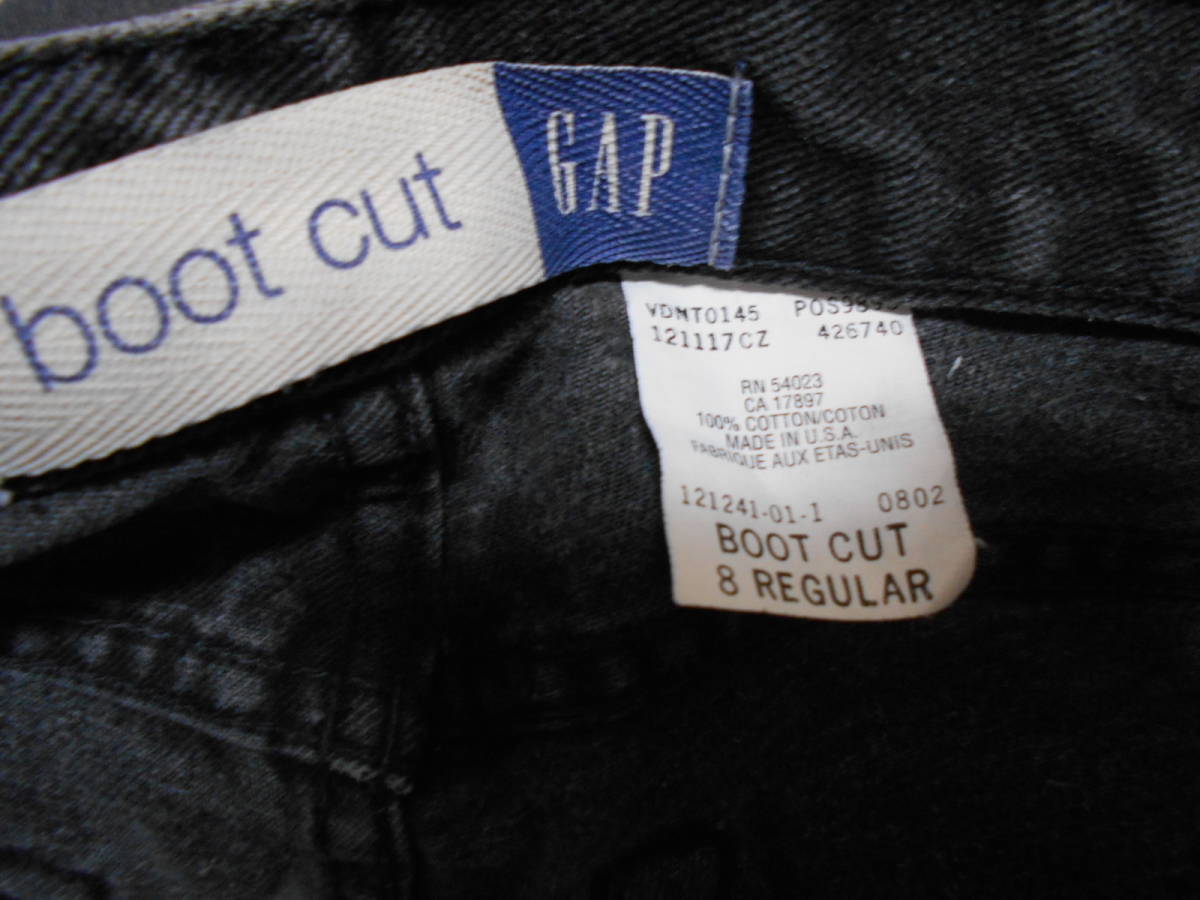 boot cut
GAP
VDMT0145
121117CZ 426740
RN 54023
CA 17897
100% COTTON/COTON
MADE IN U.S.A.
FABRIQUE AUX ETAS-UNIS
121241-01-1 0802
BOOT CUT
8 REGULAR